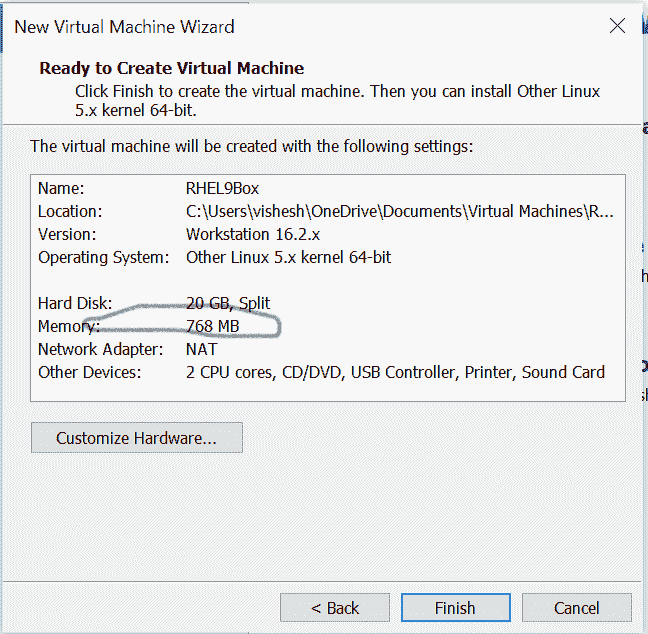 New Virtual Machine Wizard
Ready to Create Virtual Machine
Click Finish to create the virtual machine. Then you can install Other Linux
5.x kernel 64-bit.
The virtual machine will be created with the following settings:
Name: RHEL9Box
Location: C:\Users\vishesh\OneDrive\Documents\Virtual Machines\R...
Version: Workstation 16.2.x
Operating System: Other Linux 5.x kernel 64-bit
Hard Disk: 20 GB, Split
Memory: 768 MB
Network Adapter: NAT
Other Devices: 2 CPU cores, CD/DVD, USB Controller, Printer, Sound Card
Customize Hardware...
< Back Finish Cancel